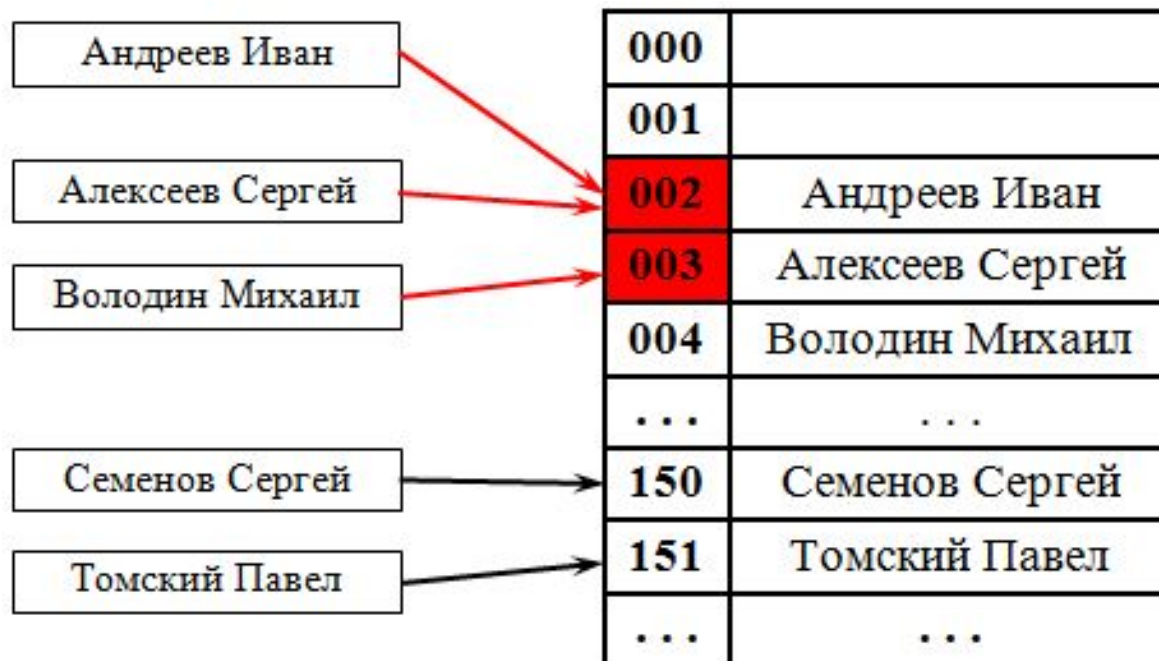 Андреев Иван
Алексеев Сергей
Володин Михаил
Семенов Сергей
Томский Павел
000
001
002 Андреев Иван
003 Алексеев Сергей
004 Володин Михаил
... ...
150 Семенов Сергей
151 Томский Павел
... ...